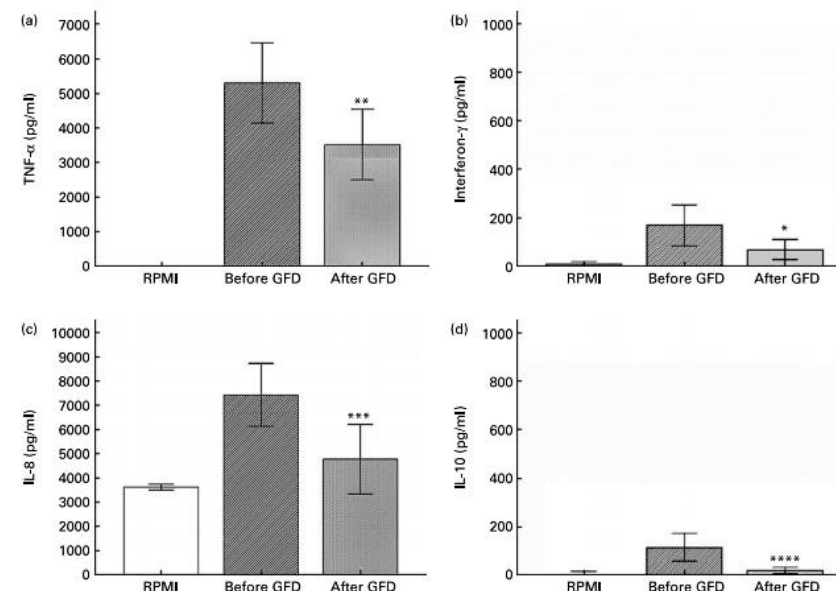 (a)
TNF-α (pg/ml)
7000
6000
5000
4000
3000
2000
1000
0
**
RPMI Before GFD After GFD
(b)
Interferon-γ (pg/ml)
1000
800
600
400
200
0
*
RPMI Before GFD After GFD
(c)
IL-8 (pg/ml)
10000
9000
8000
7000
6000
5000
4000
3000
2000
1000
0
***
RPMI Before GFD After GFD
(d)
IL-10 (pg/ml)
1000
800
600
400
200
0
****
RPMI Before GFD After GFD